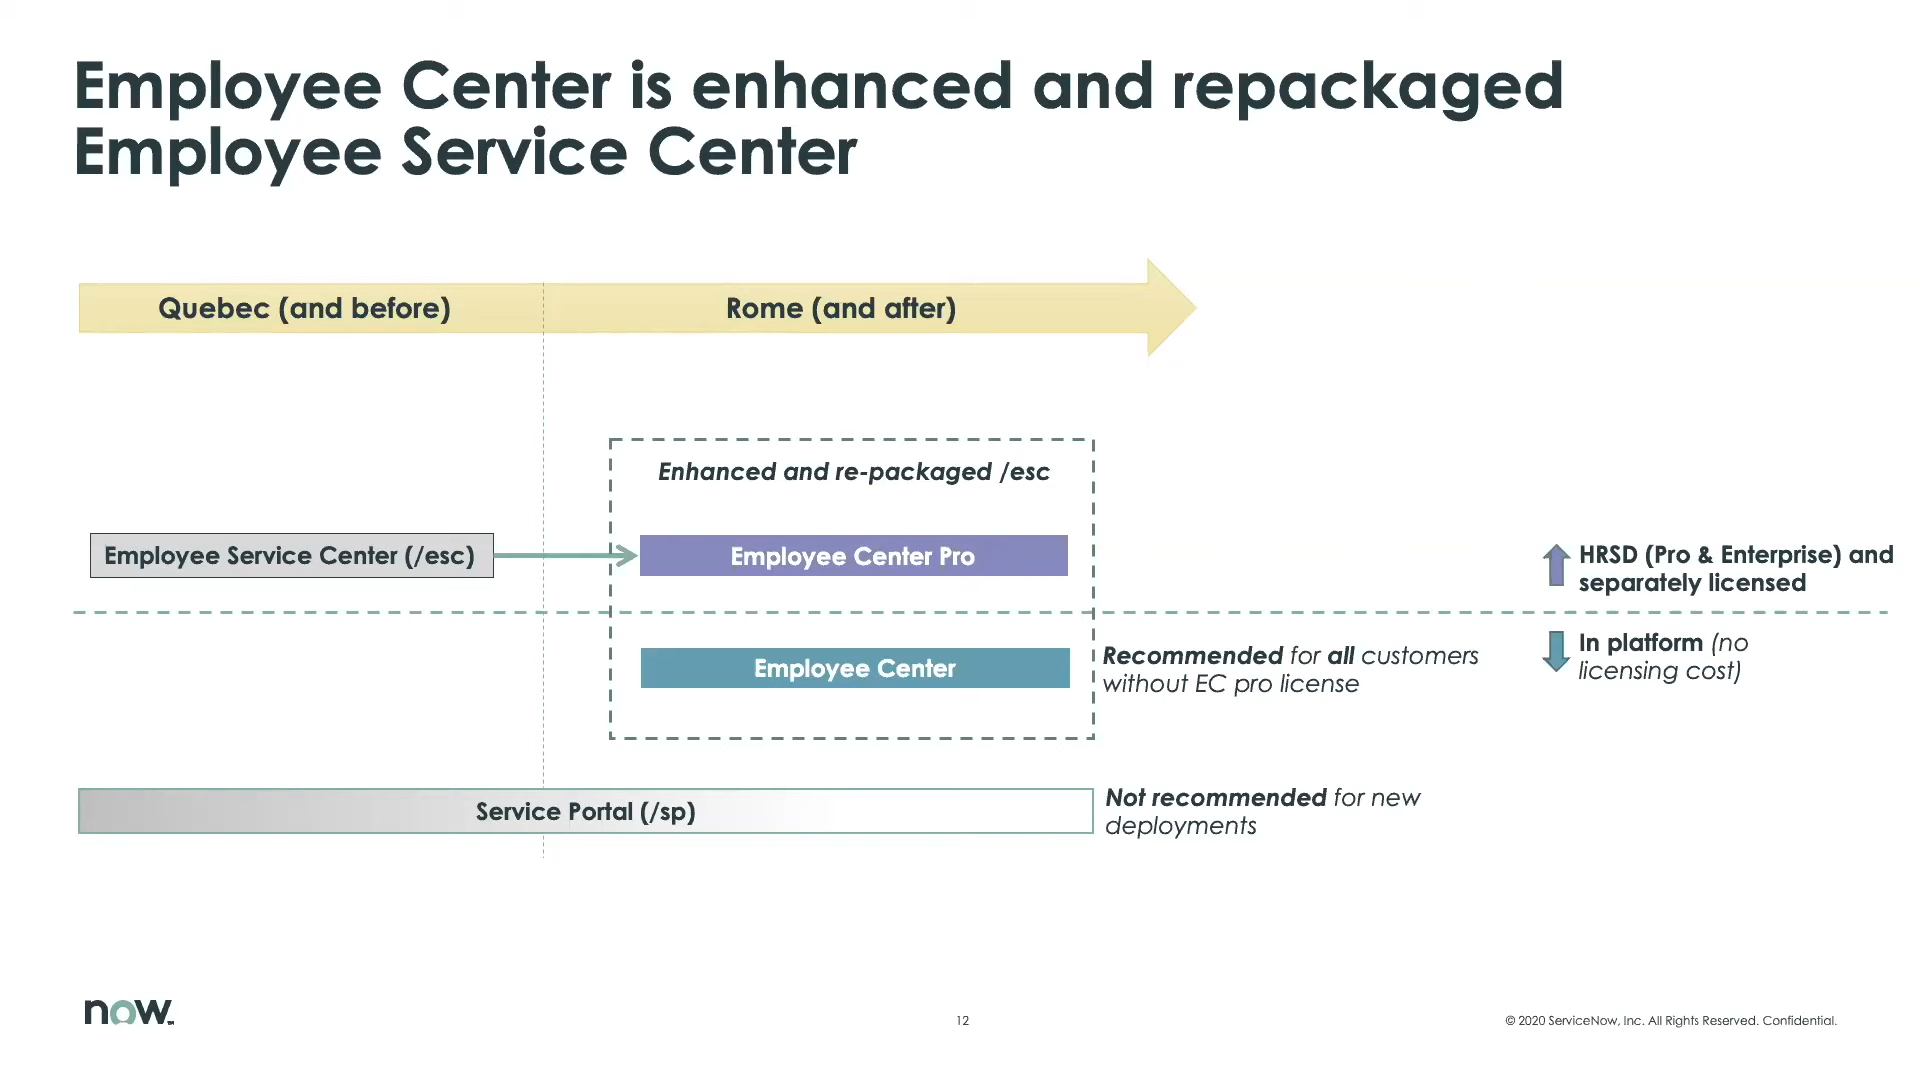 Employee Center is enhanced and repackaged
Employee Service Center
Quebec (and before)
Rome (and after)
Enhanced and re-packaged /esc
Employee Service Center (/esc)
Employee Center Pro
HRSD (Pro & Enterprise) and
separately licensed
Employee Center
Recommended for all customers
without EC pro license
In platform (no
licensing cost)
Service Portal (/sp)
Not recommended for new
deployments
now™
12
© 2020 ServiceNow, Inc. All Rights Reserved. Confidential.